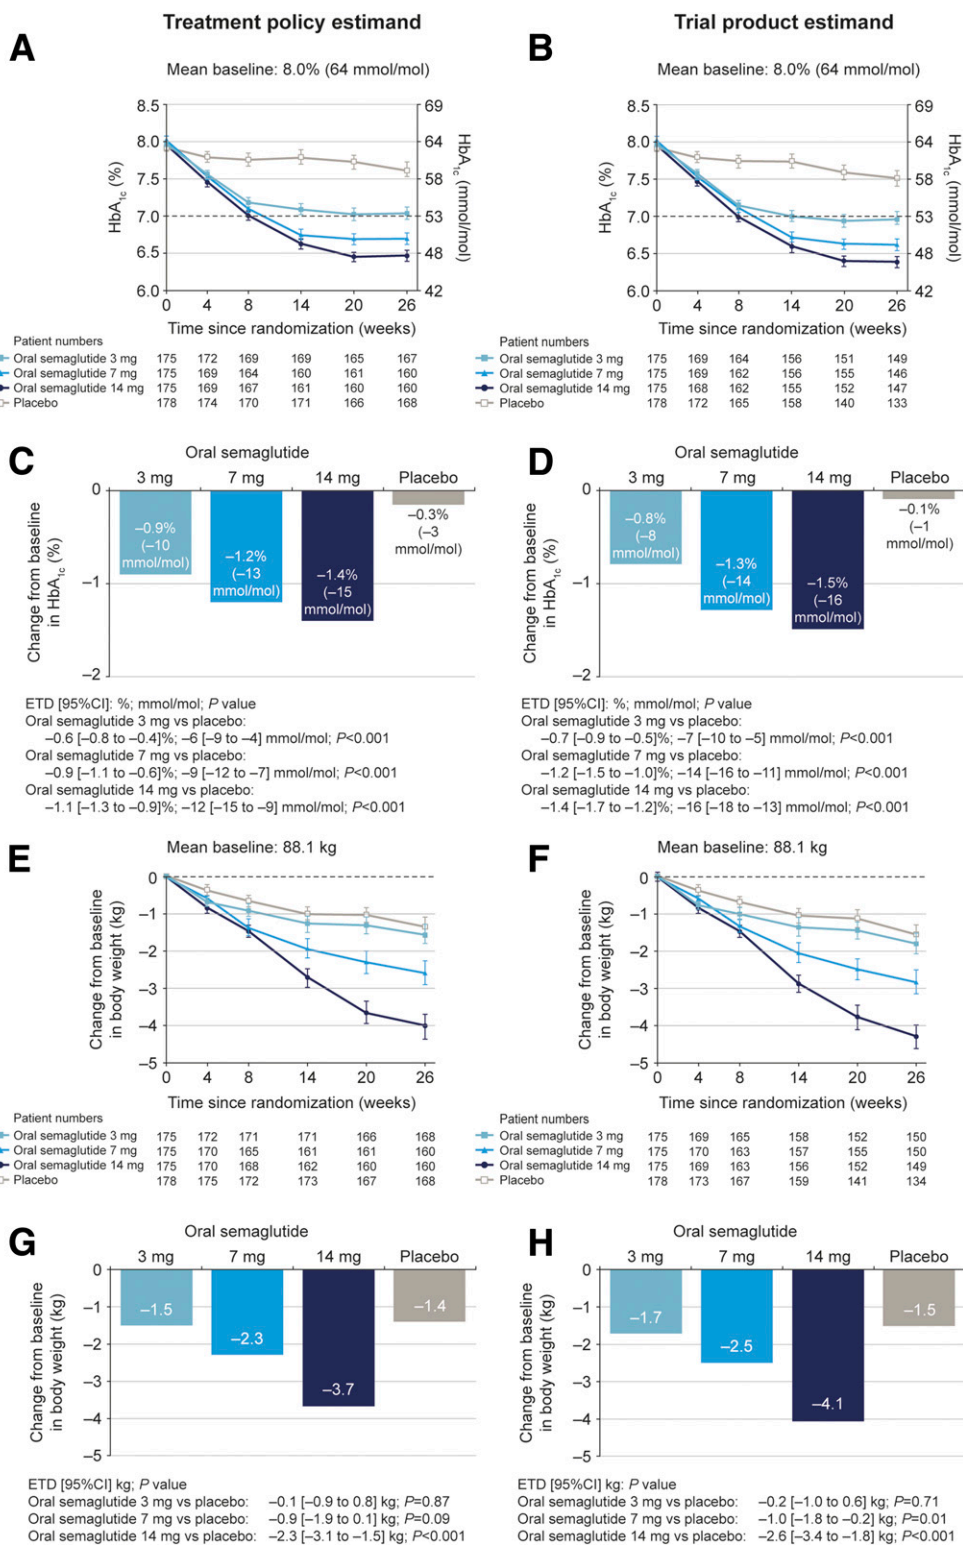 Treatment policy estimand
Trial product estimand
A
Mean baseline: 8.0% (64 mmol/mol)
HbA1c (%)
8.5
8.0
7.5
7.0
6.5
6.0
69
64
58
53
48
42
HbA1c (mmol/mol)
0 4 8 14 20 26
Time since randomization (weeks)
Patient numbers
Oral semaglutide 3 mg 175 172 169 169 165 167
Oral semaglutide 7 mg 175 169 164 160 161 160
Oral semaglutide 14 mg 175 169 167 161 160 160
Placebo 178 174 170 171 166 168
B
Mean baseline: 8.0% (64 mmol/mol)
HbA1c (%)
8.5
8.0
7.5
7.0
6.5
6.0
69
64
58
53
48
42
HbA1c (mmol/mol)
0 4 8 14 20 26
Time since randomization (weeks)
Patient numbers
Oral semaglutide 3 mg 175 169 164 156 151 149
Oral semaglutide 7 mg 175 169 162 156 155 146
Oral semaglutide 14 mg 175 168 162 155 152 147
Placebo 178 172 165 158 140 133
C
Oral semaglutide
3 mg 7 mg 14 mg Placebo
Change from baseline
in HbA1c (%)
0
–1
–2
–0.9%
(–10
mmol/mol)
–1.2%
(–13
mmol/mol)
–1.4%
(–15
mmol/mol)
–0.3%
(–3
mmol/mol)
ETD [95%CI]: %; mmol/mol; P value
Oral semaglutide 3 mg vs placebo:
–0.6 [–0.8 to –0.4]%; –6 [–9 to –4] mmol/mol; P<0.001
Oral semaglutide 7 mg vs placebo:
–0.9 [–1.1 to –0.6]%; –9 [–12 to –7] mmol/mol; P<0.001
Oral semaglutide 14 mg vs placebo:
–1.1 [–1.3 to –0.9]%; –12 [–15 to –9] mmol/mol; P<0.001
D
Oral semaglutide
3 mg 7 mg 14 mg Placebo
Change from baseline
in HbA1c (%)
0
–1
–2
–0.8%
(–8
mmol/mol)
–1.3%
(–14
mmol/mol)
–1.5%
(–16
mmol/mol)
–0.1%
(–1
mmol/mol)
ETD [95%CI]: %; mmol/mol; P value
Oral semaglutide 3 mg vs placebo:
–0.7 [–0.9 to –0.5]%; –7 [–10 to –5] mmol/mol; P<0.001
Oral semaglutide 7 mg vs placebo:
–1.2 [–1.5 to –1.0]%; –14 [–16 to –11] mmol/mol; P<0.001
Oral semaglutide 14 mg vs placebo:
–1.4 [–1.7 to –1.2]%; –16 [–18 to –13] mmol/mol; P<0.001
E
Mean baseline: 88.1 kg
Change from baseline
in body weight (kg)
0
–1
–2
–3
–4
–5
0 4 8 14 20 26
Time since randomization (weeks)
Patient numbers
Oral semaglutide 3 mg 175 172 171 171 166 168
Oral semaglutide 7 mg 175 170 165 161 161 160
Oral semaglutide 14 mg 175 170 168 162 160 160
Placebo 178 175 172 173 167 168
F
Mean baseline: 88.1 kg
Change from baseline
in body weight (kg)
0
–1
–2
–3
–4
–5
0 4 8 14 20 26
Time since randomization (weeks)
Patient numbers
Oral semaglutide 3 mg 175 169 165 158 152 150
Oral semaglutide 7 mg 175 170 163 157 155 150
Oral semaglutide 14 mg 175 169 163 156 152 149
Placebo 178 173 167 159 141 134
G
Oral semaglutide
3 mg 7 mg 14 mg Placebo
Change from baseline
in body weight (kg)
0
–1
–2
–3
–4
–5
–1.5
–2.3
–3.7
–1.4
ETD [95%CI] kg; P value
Oral semaglutide 3 mg vs placebo: –0.1 [–0.9 to 0.8] kg; P=0.87
Oral semaglutide 7 mg vs placebo: –0.9 [–1.9 to 0.1] kg; P=0.09
Oral semaglutide 14 mg vs placebo: –2.3 [–3.1 to –1.5] kg; P<0.001
H
Oral semaglutide
3 mg 7 mg 14 mg Placebo
Change from baseline
in body weight (kg)
0
–1
–2
–3
–4
–5
–1.7
–2.5
–4.1
–1.5
ETD [95%CI] kg: P value
Oral semaglutide 3 mg vs placebo: –0.2 [–1.0 to 0.6] kg; P=0.71
Oral semaglutide 7 mg vs placebo: –1.0 [–1.8 to –0.2] kg; P=0.01
Oral semaglutide 14 mg vs placebo: –2.6 [–3.4 to –1.8] kg; P<0.001